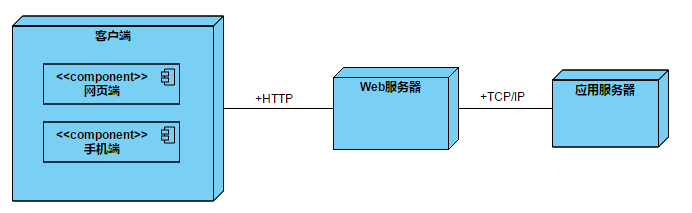 客户端
<<component>>
网页端
<<component>>
手机端
+HTTP
Web服务器
+TCP/IP
应用服务器